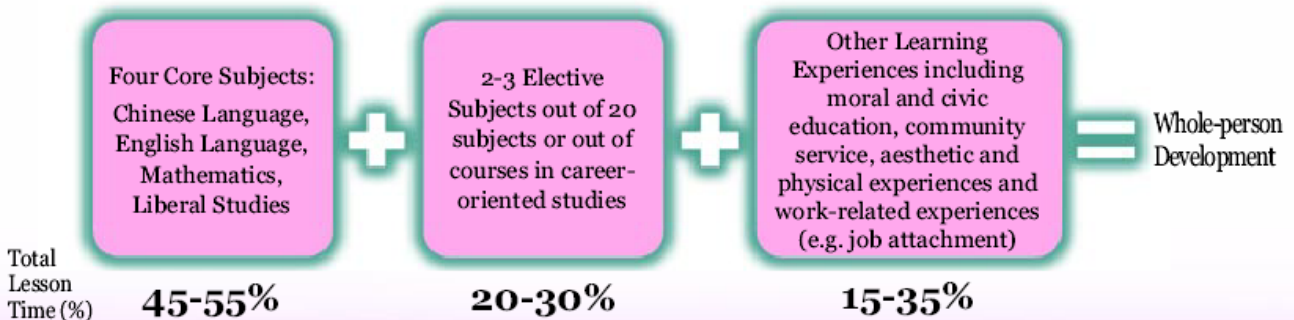 Four Core Subjects:
Chinese Language,
English Language,
Mathematics,
Liberal Studies
2-3 Elective
Subjects out of 20
subjects or out of
courses in career-
oriented studies
Other Learning
Experiences including
moral and civic
education, community
service, aesthetic and
physical experiences and
work-related experiences
(e.g. job attachment)
Whole-person
Development
Total
Lesson
Time (%)
45-55%
20-30%
15-35%